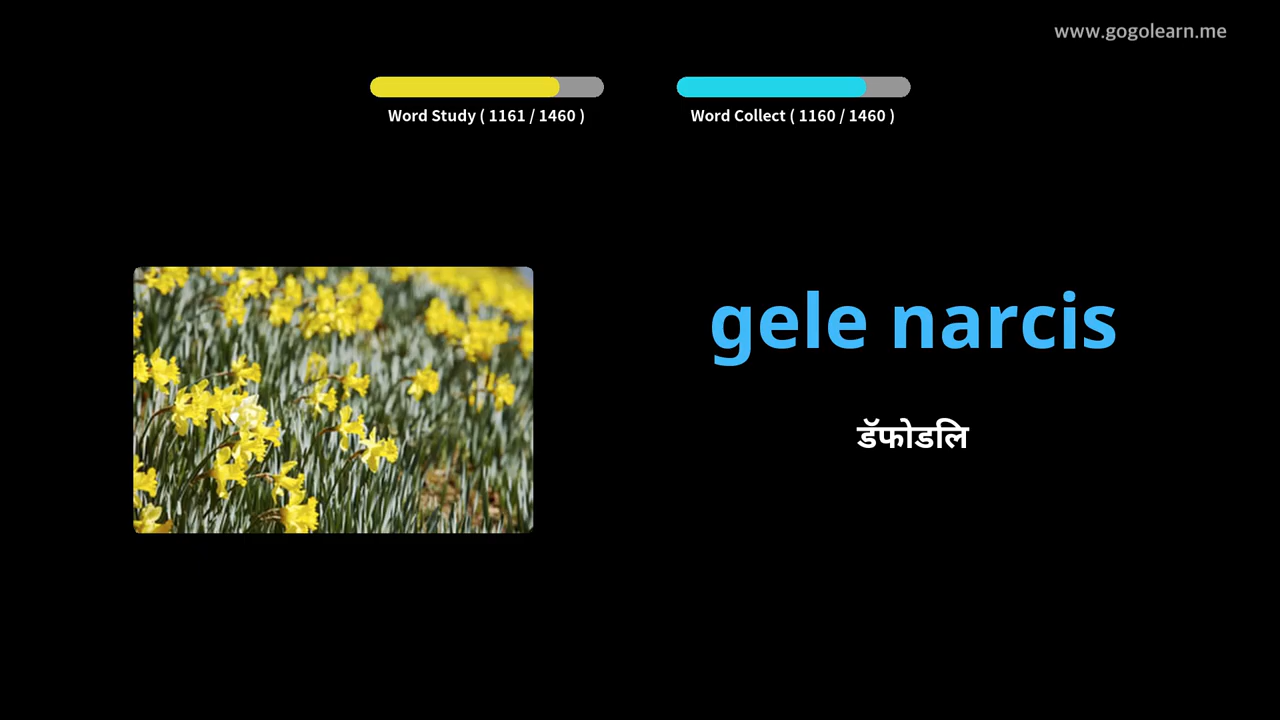 www.gogolearn.me
Word Study ( 1161 / 1460 )
Word Collect ( 1160 / 1460 )
gele narcis
डॅफोडलि